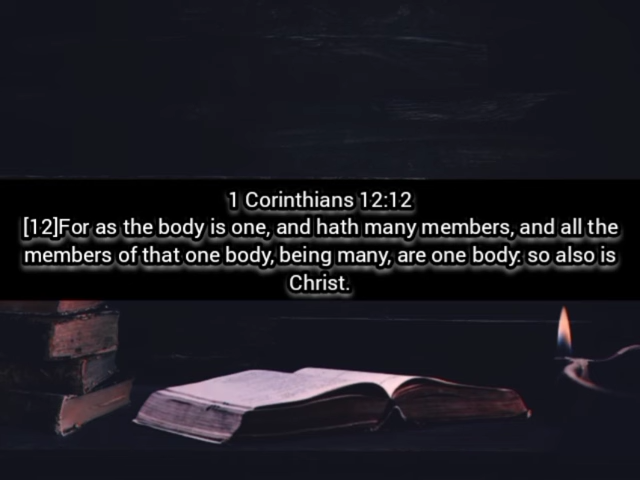 1 Corinthians 12:12
[12]For as the body is one, and hath many members, and all the
members of that one body, being many, are one body: so also is
Christ.